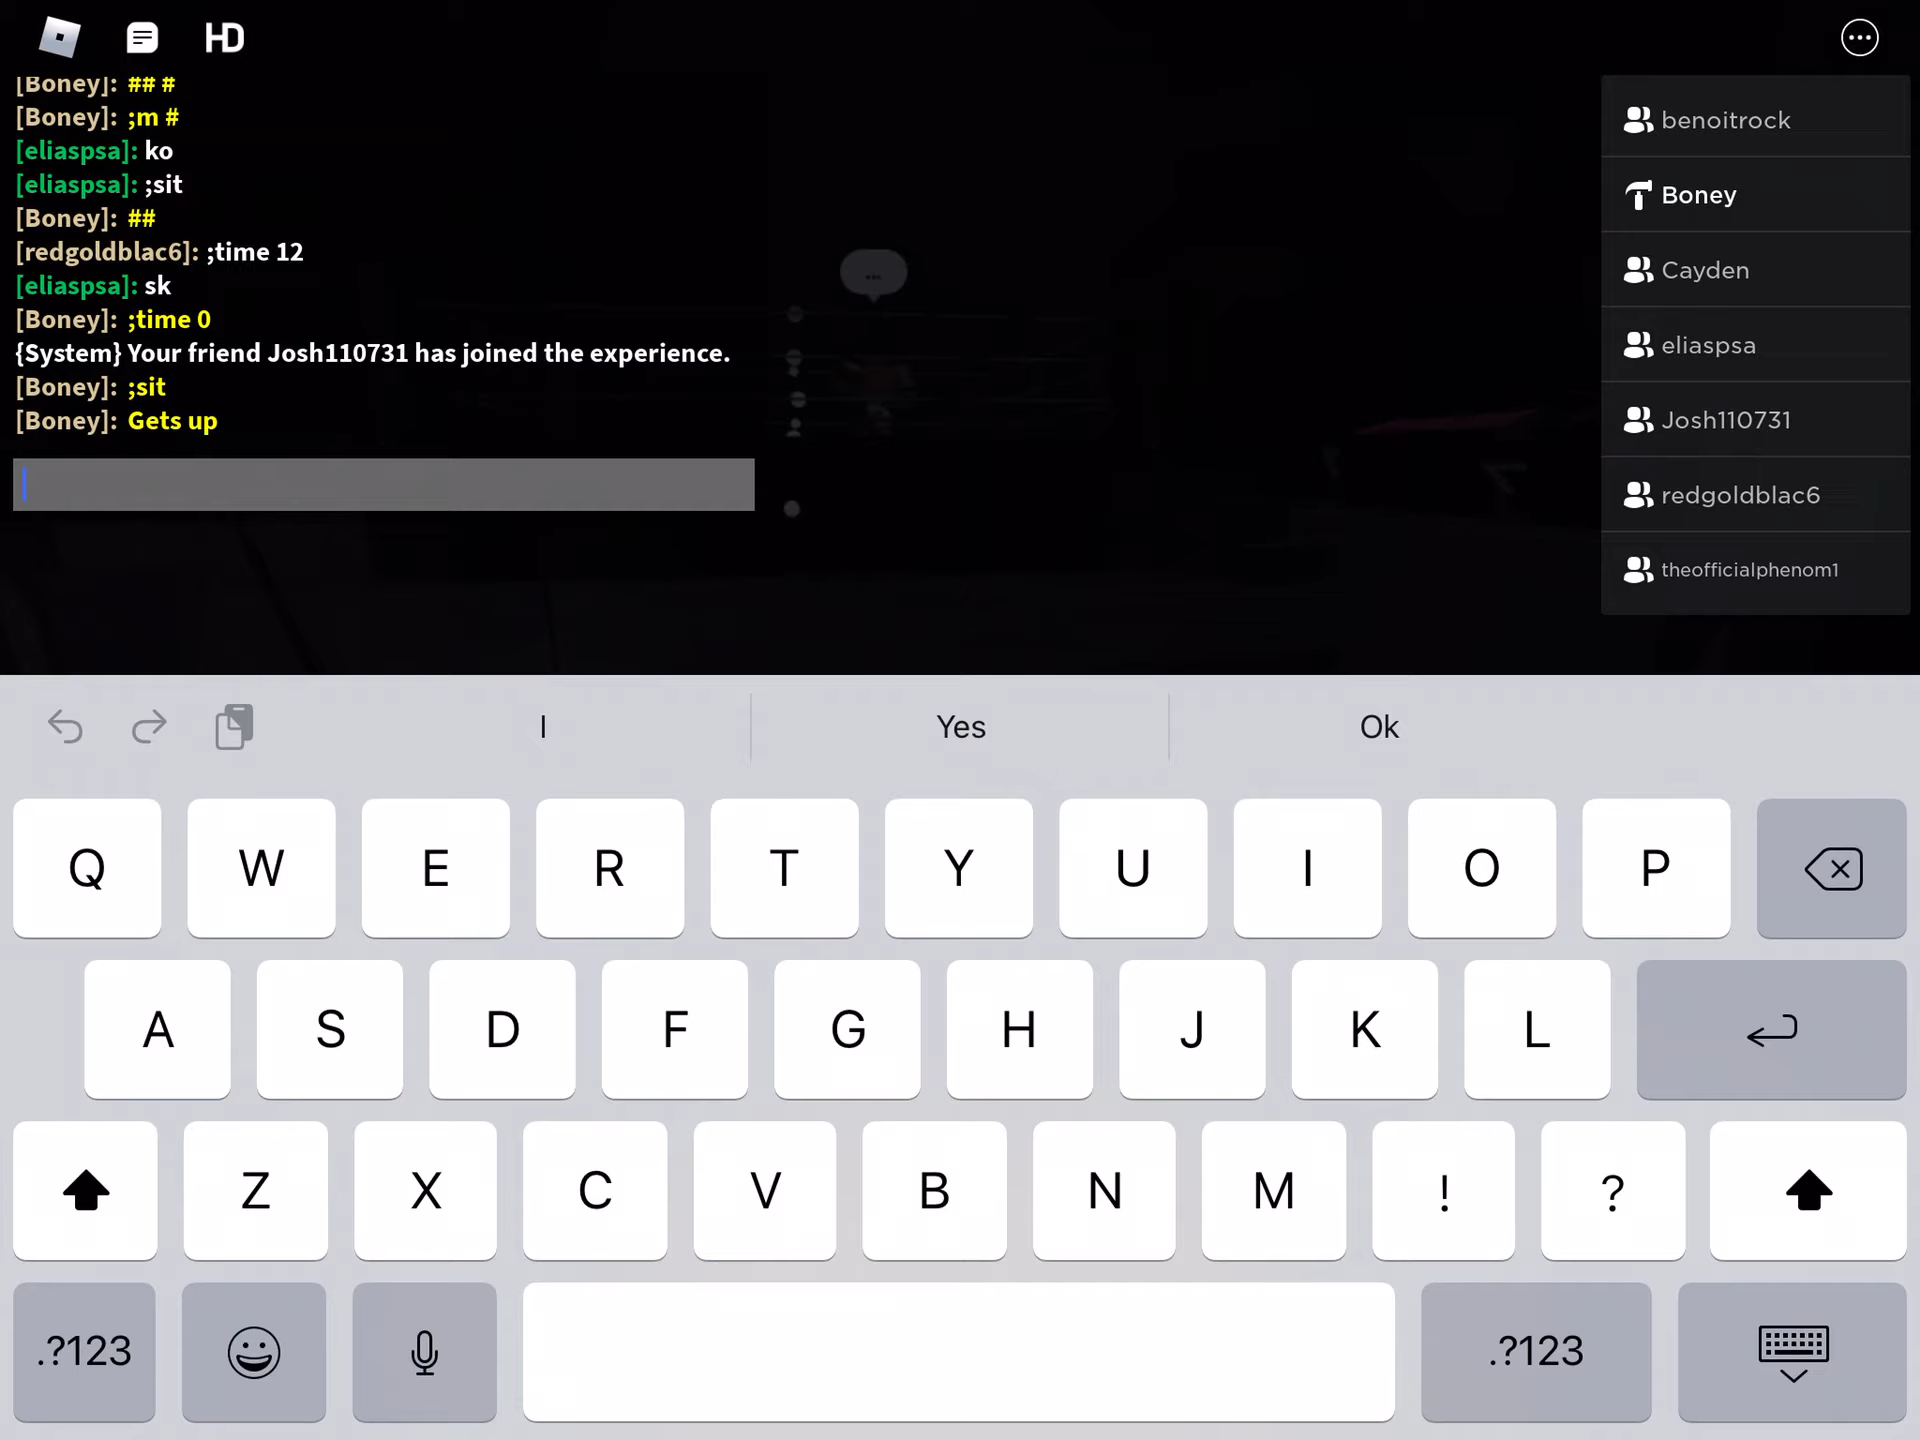 HD
[Boney]: ## #
[Boney]: ;m #
[eliaspsa]: ko
[eliaspsa]: ;sit
[Boney]: ##
[redgoldblac6]: ;time 12
[eliaspsa]: sk
[Boney]: ;time 0
{System} Your friend Josh110731 has joined the experience.
[Boney]: ;sit
[Boney]: Gets up
...
benoitrock
Boney
Cayden
eliaspsa
Josh110731
redgoldblac6
theofficialphenom1
I Yes Ok
Q W E R T Y U I O P
A S D F G H J K L
Z X C V B N M ! ?
.?123 .?123